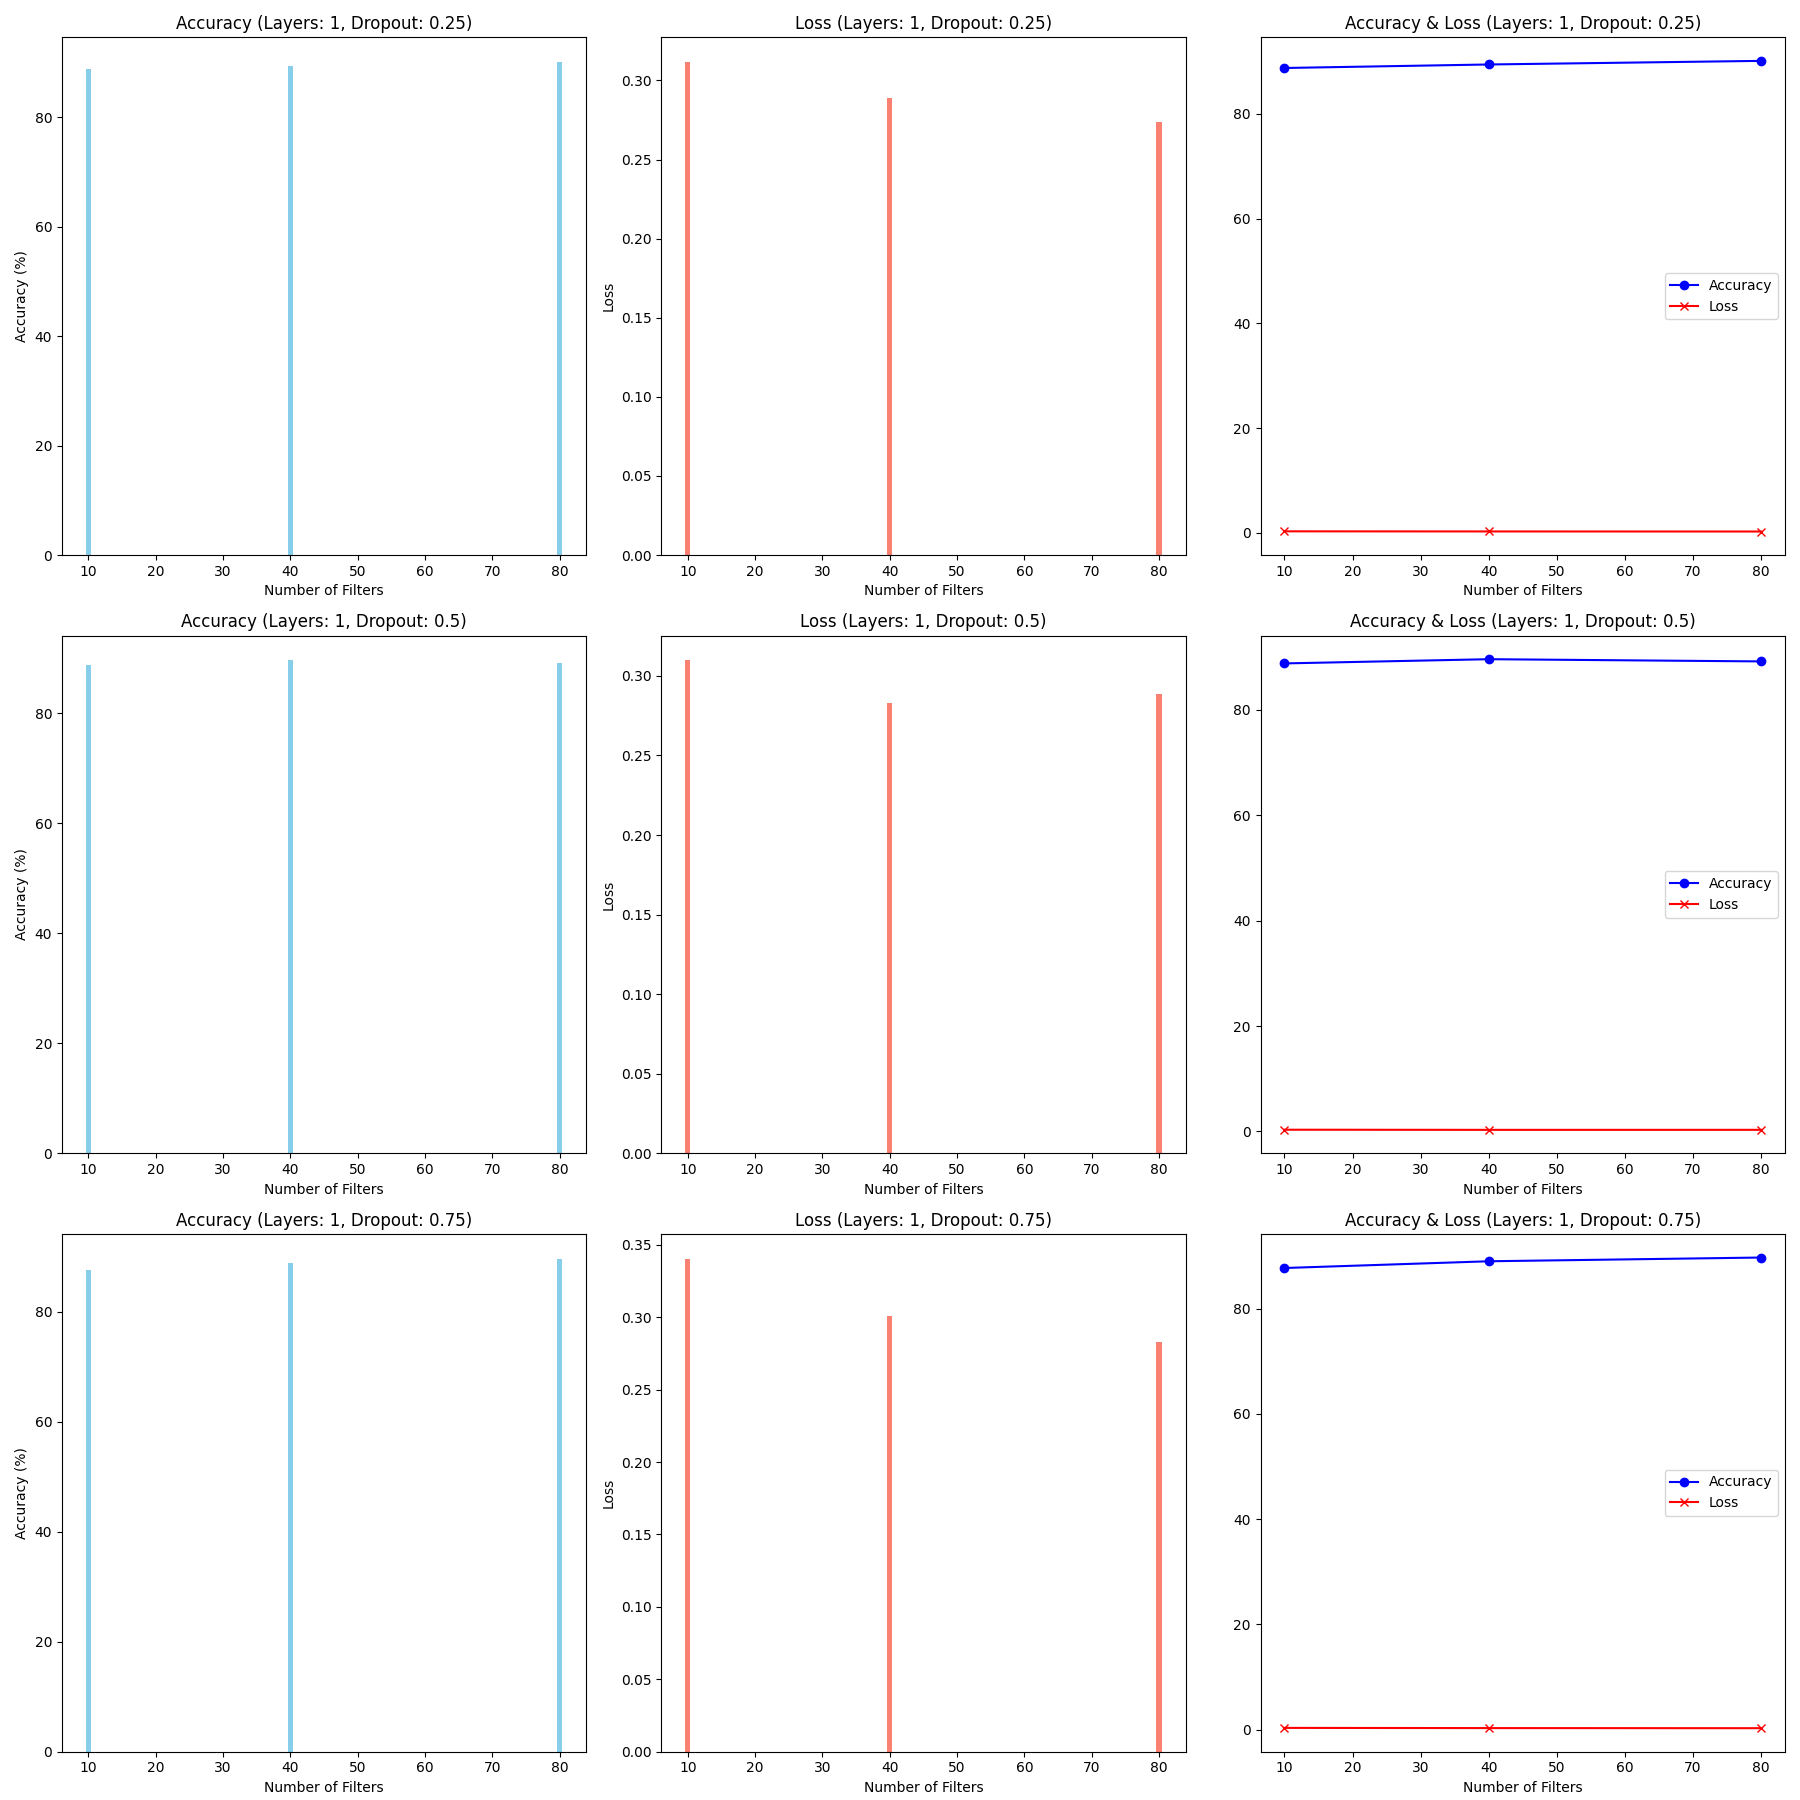 Accuracy (Layers: 1, Dropout: 0.25)
Accuracy (%)
80
60
40
20
0
10 20 30 40 50 60 70 80
Number of Filters
Loss (Layers: 1, Dropout: 0.25)
Loss
0.30
0.25
0.20
0.15
0.10
0.05
0.00
10 20 30 40 50 60 70 80
Number of Filters
Accuracy & Loss (Layers: 1, Dropout: 0.25)
80
60
40
20
0
Accuracy
Loss
10 20 30 40 50 60 70 80
Number of Filters
Accuracy (Layers: 1, Dropout: 0.5)
Accuracy (%)
80
60
40
20
0
10 20 30 40 50 60 70 80
Number of Filters
Loss (Layers: 1, Dropout: 0.5)
Loss
0.30
0.25
0.20
0.15
0.10
0.05
0.00
10 20 30 40 50 60 70 80
Number of Filters
Accuracy & Loss (Layers: 1, Dropout: 0.5)
80
60
40
20
0
Accuracy
Loss
10 20 30 40 50 60 70 80
Number of Filters
Accuracy (Layers: 1, Dropout: 0.75)
Accuracy (%)
80
60
40
20
0
10 20 30 40 50 60 70 80
Number of Filters
Loss (Layers: 1, Dropout: 0.75)
Loss
0.35
0.30
0.25
0.20
0.15
0.10
0.05
0.00
10 20 30 40 50 60 70 80
Number of Filters
Accuracy & Loss (Layers: 1, Dropout: 0.75)
80
60
40
20
0
Accuracy
Loss
10 20 30 40 50 60 70 80
Number of Filters